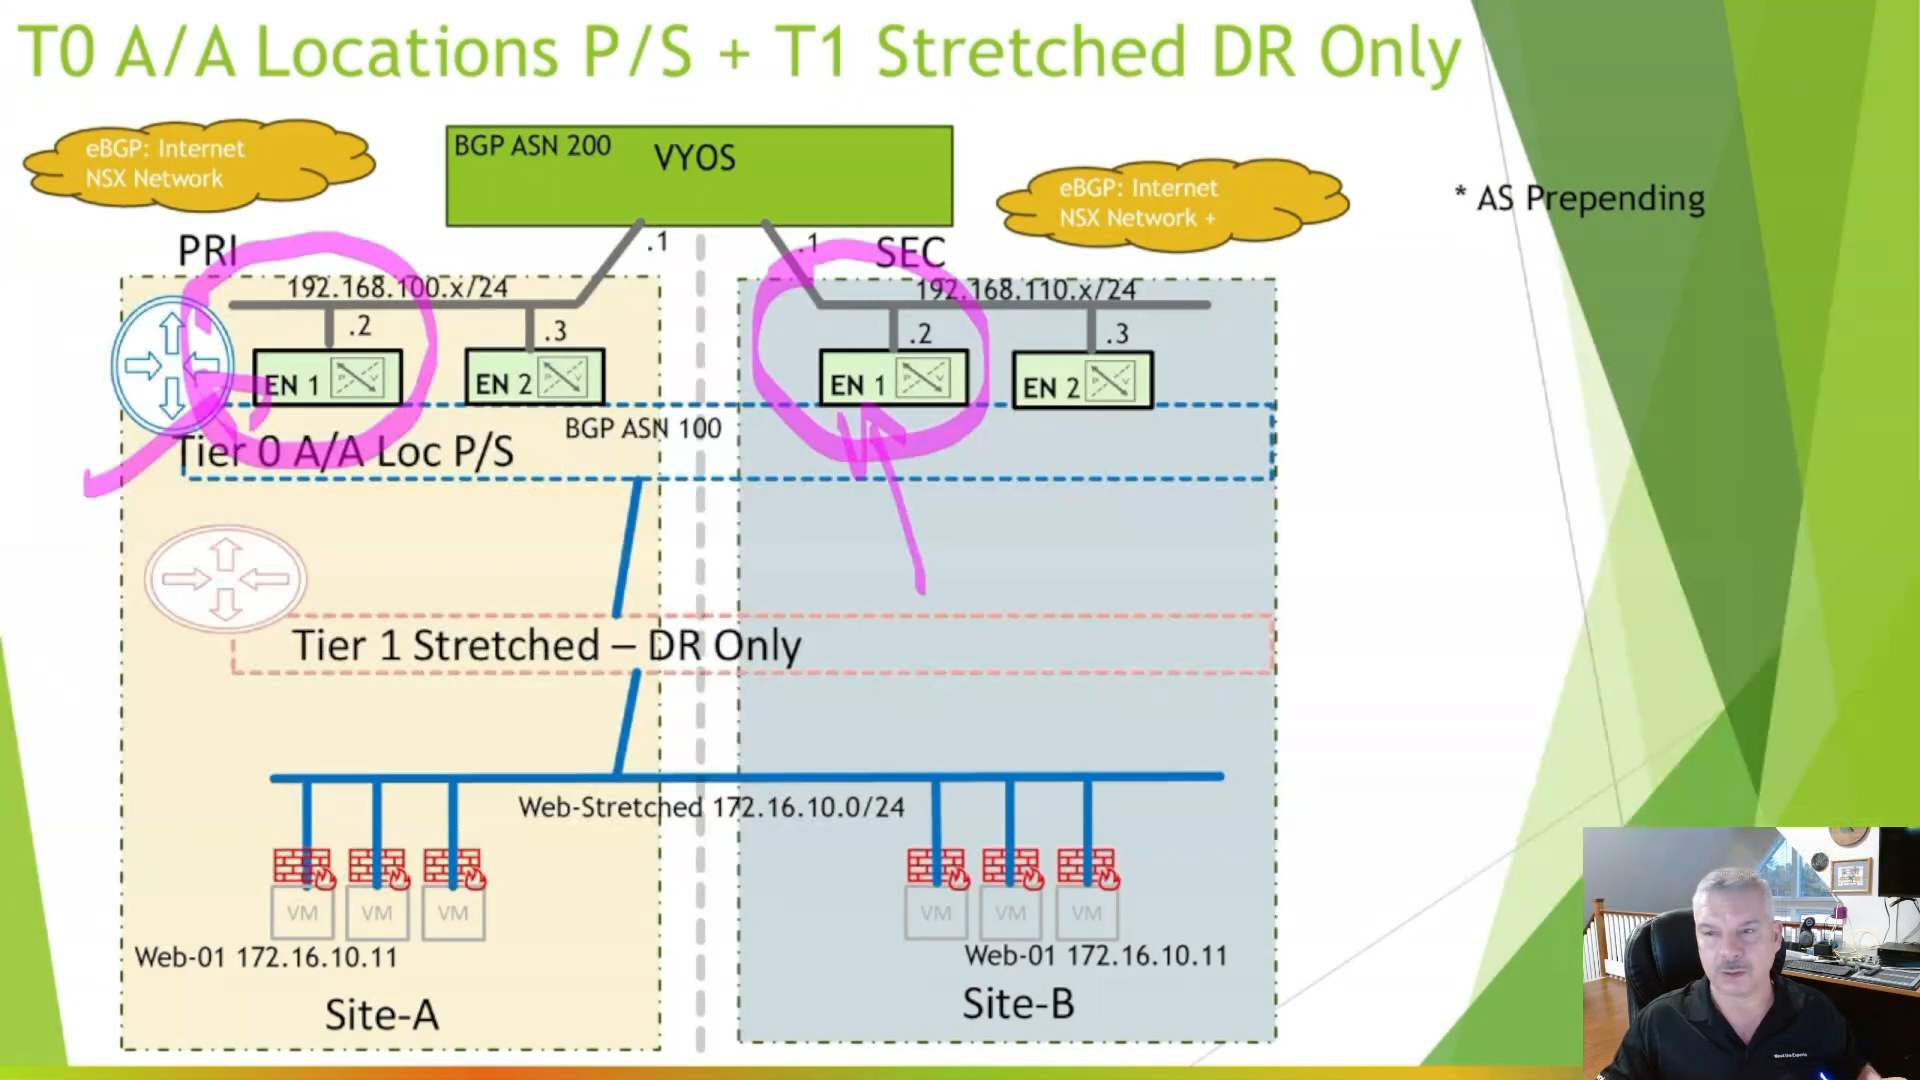 T0 A/A Locations P/S + T1 Stretched DR Only
eBGP: Internet
NSX Network
BGP ASN 200
VYOS
eBGP: Internet
NSX Network +
* AS Prepending
PRI
.1
.1
SEC
192.168.100.x/24
192.168.110.x/24
.2
.3
.2
.3
EN 1
EN 2
EN 1
EN 2
BGP ASN 100
Tier 0 A/A Loc P/S
Tier 1 Stretched – DR Only
Web-Stretched 172.16.10.0/24
VM
VM
VM
VM
VM
VM
Web-01 172.16.10.11
Web-01 172.16.10.11
Site-A
Site-B